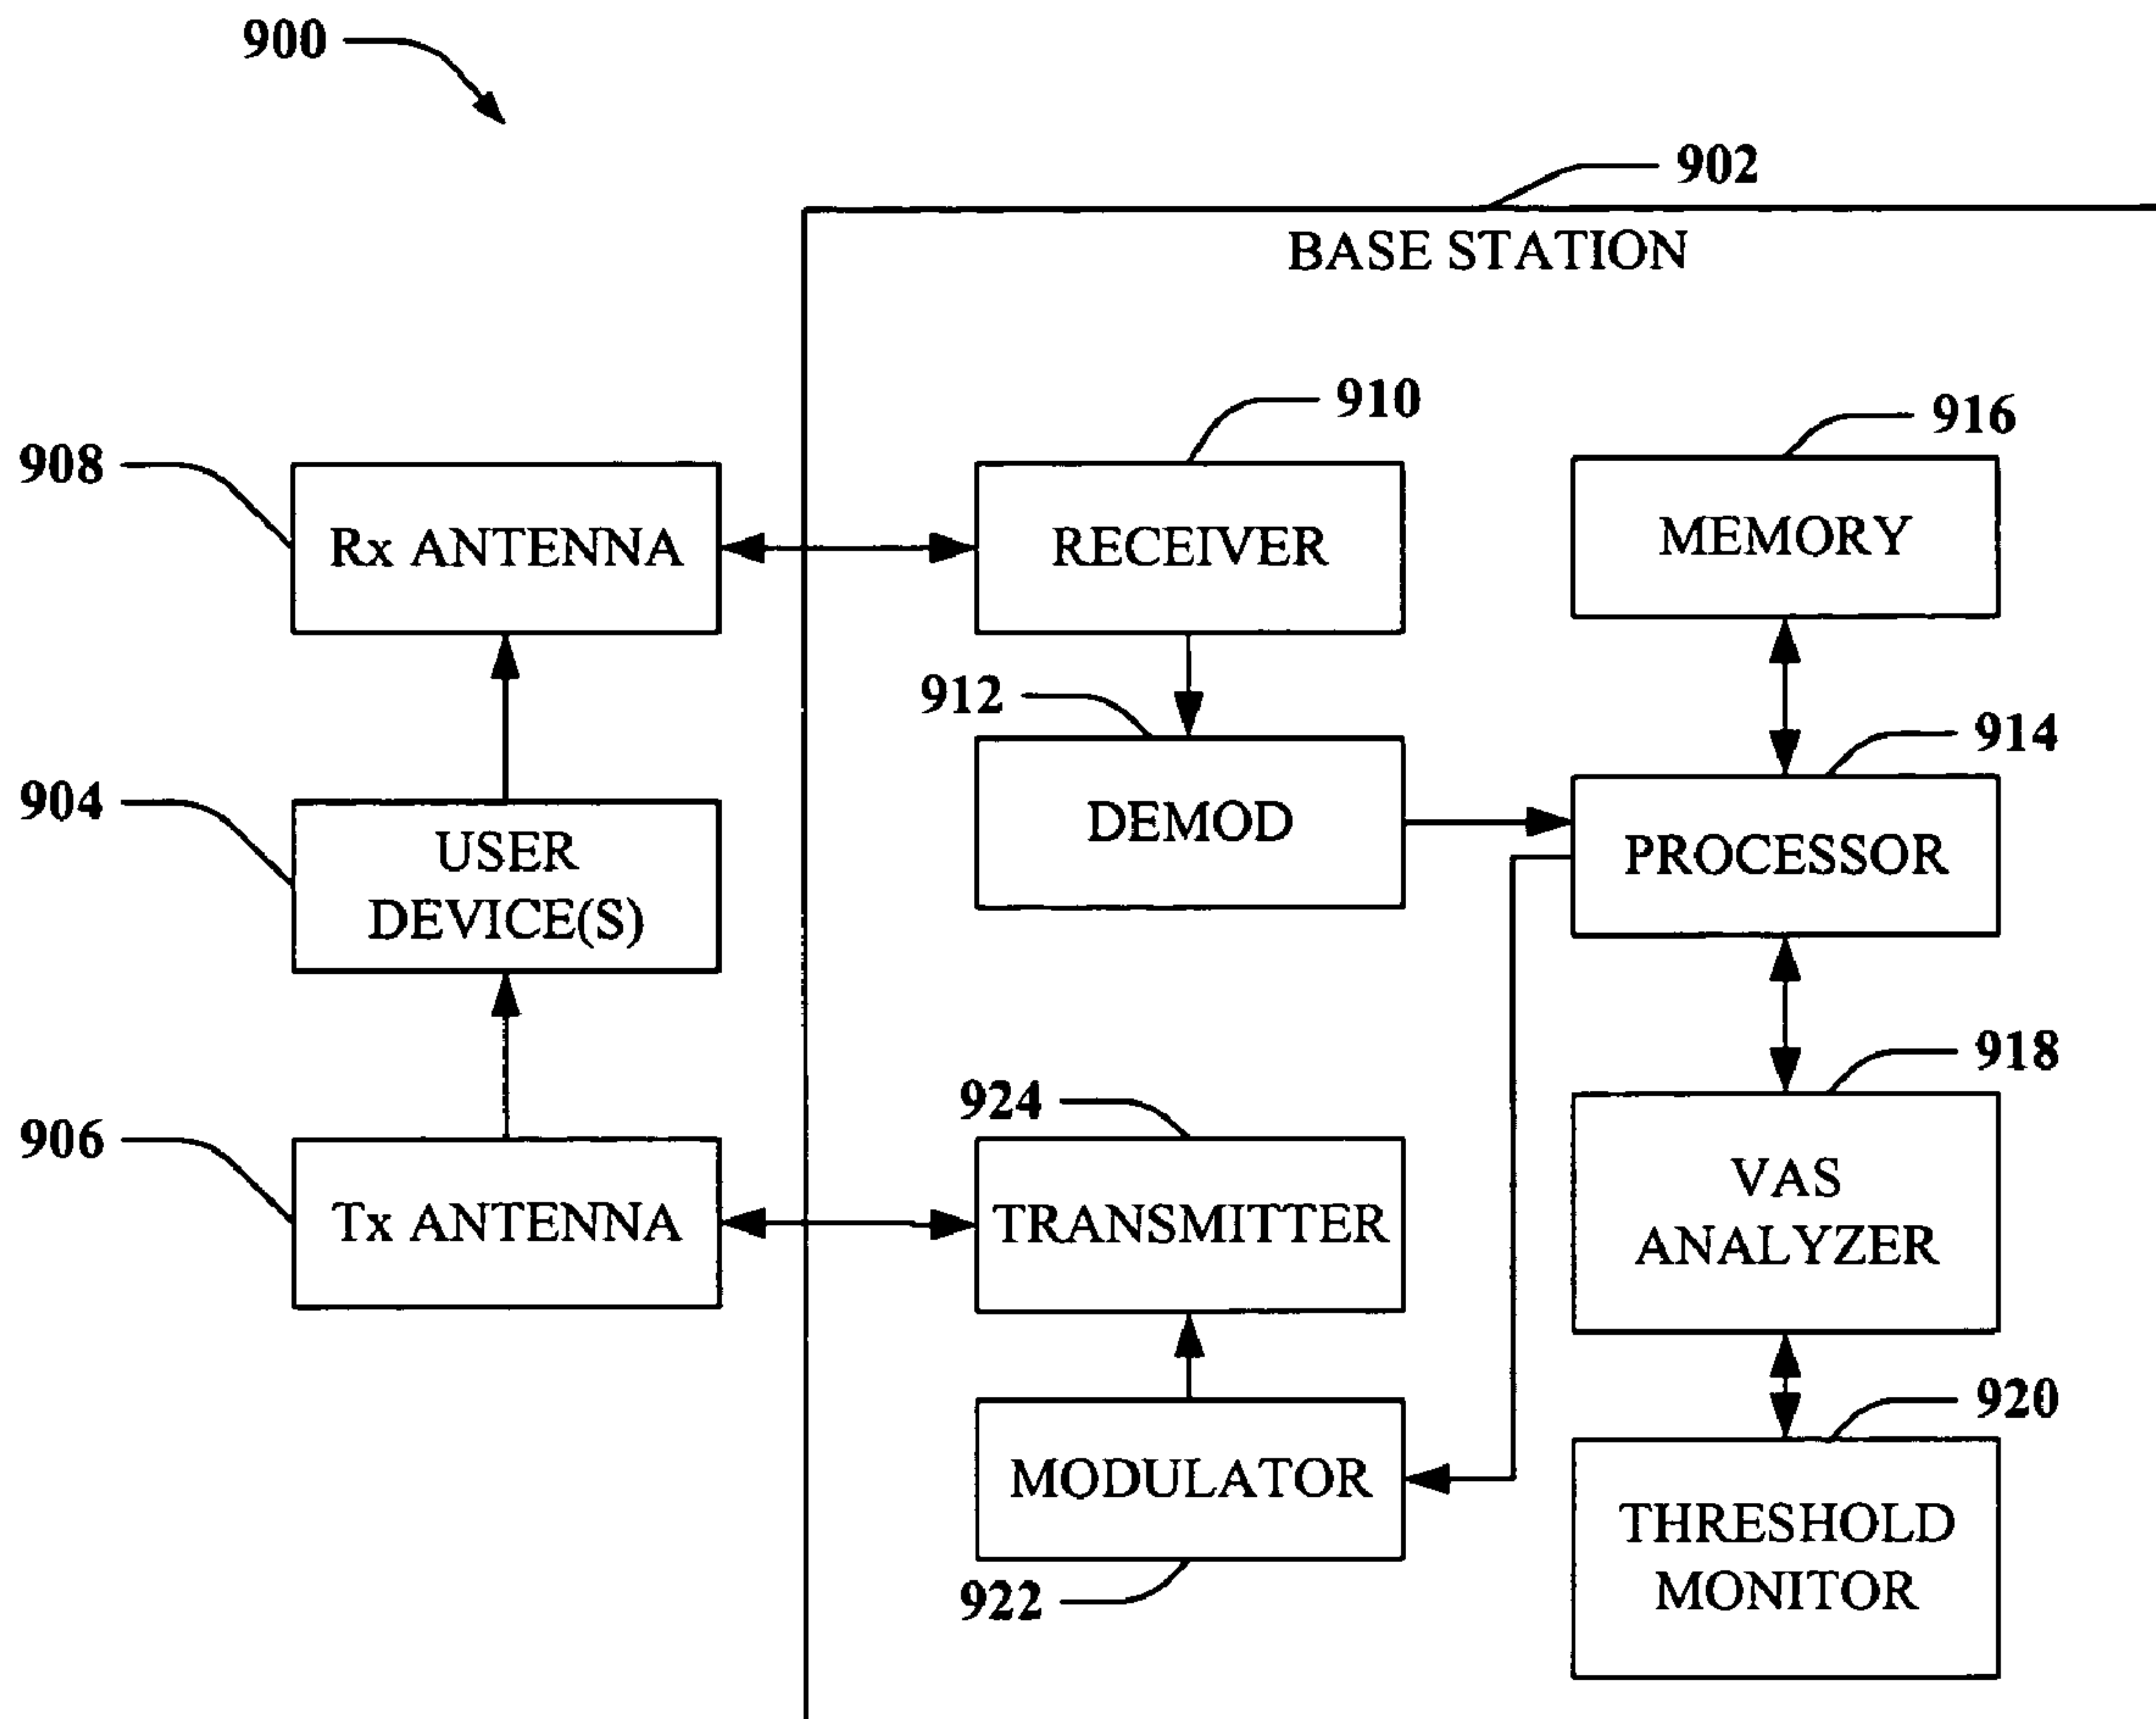 900
902
BASE STATION
910
916
908
Rx ANTENNA
RECEIVER
MEMORY
912
914
904
USER
DEVICE(S)
DEMOD
PROCESSOR
918
924
906
Tx ANTENNA
TRANSMITTER
VAS
ANALYZER
920
MODULATOR
THRESHOLD
MONITOR
922